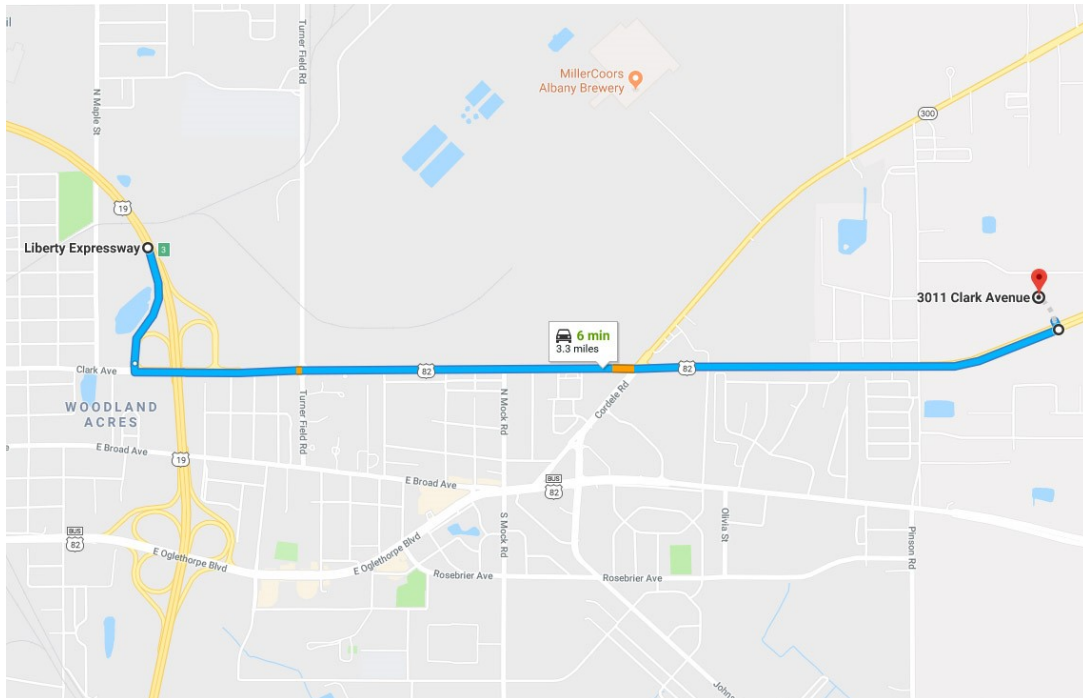 il
Turner Field Rd
N Maple St
MillerCoors
Albany Brewery
300
19
Liberty Expressway
3
3011 Clark Avenue
6 min
3.3 miles
Clark Ave
82
82
WOODLAND
ACRES
Turner Field Rd
N Mock Rd
Cordele Rd
E Broad Ave
19
E Broad Ave
BUS
82
BUS
82
E Oglethorpe Blvd
E Oglethorpe Blvd
S Mock Rd
Olivia St
Pinson Rd
Rosebrier Ave
Rosebrier Ave